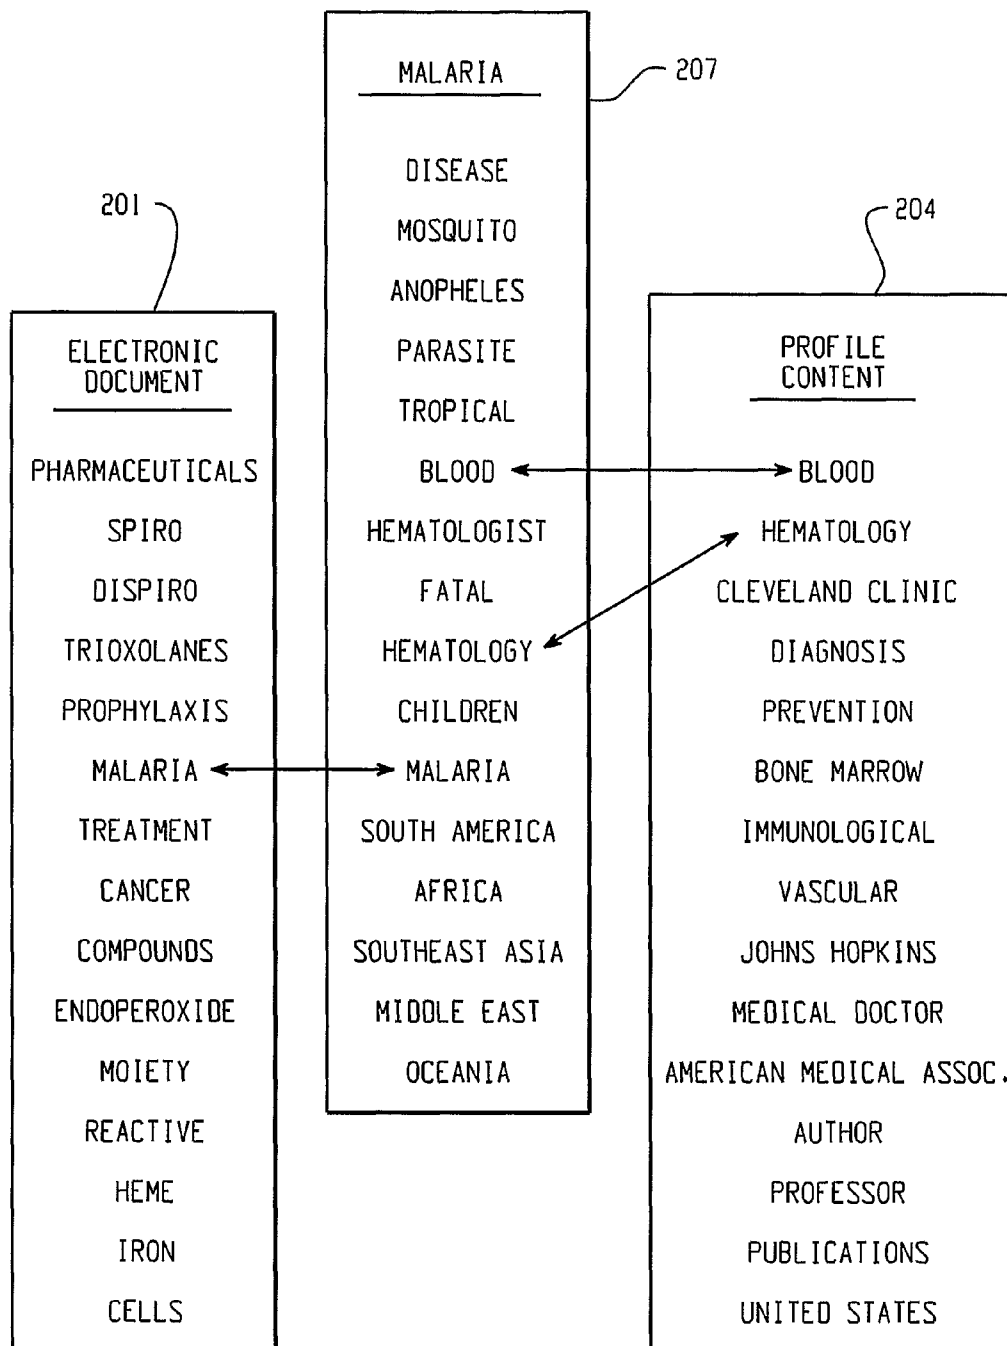 MALARIA
207
DISEASE
MOSQUITO
ANOPHELES
PARASITE
TROPICAL
BLOOD
HEMATOLOGIST
FATAL
HEMATOLOGY
CHILDREN
MALARIA
SOUTH AMERICA
AFRICA
SOUTHEAST ASIA
MIDDLE EAST
OCEANIA
201
ELECTRONIC
DOCUMENT
PHARMACEUTICALS
SPIRO
DISPIRO
TRIOXOLANES
PROPHYLAXIS
MALARIA
TREATMENT
CANCER
COMPOUNDS
ENDOPEROXIDE
MOIETY
REACTIVE
HEME
IRON
CELLS
204
PROFILE
CONTENT
BLOOD
HEMATOLOGY
CLEVELAND CLINIC
DIAGNOSIS
PREVENTION
BONE MARROW
IMMUNOLOGICAL
VASCULAR
JOHNS HOPKINS
MEDICAL DOCTOR
AMERICAN MEDICAL ASSOC.
AUTHOR
PROFESSOR
PUBLICATIONS
UNITED STATES